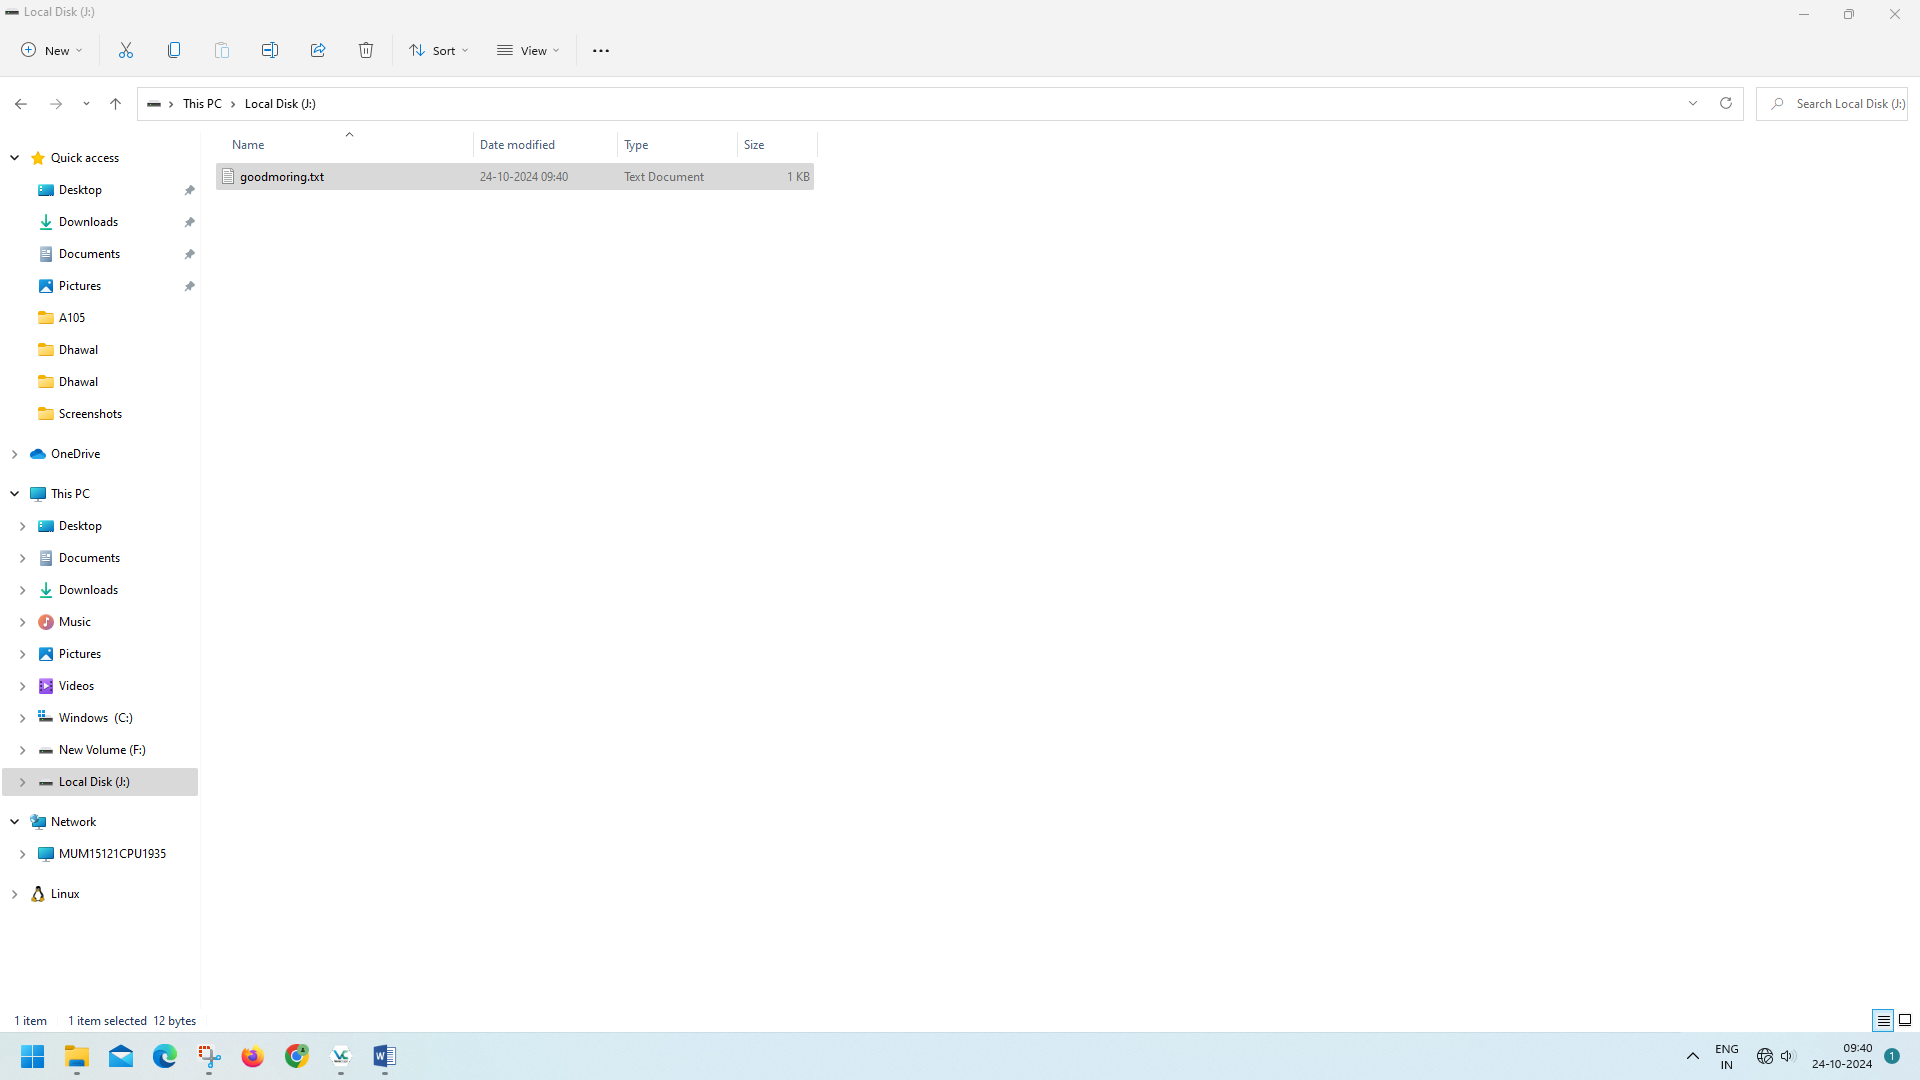 Local Disk (J:)
New
Sort
View
This PC
Local Disk (J:)
Search Local Disk (J:)
Name
Date modified
Type
Size
goodmoring.txt
24-10-2024 09:40
Text Document
1 KB
Quick access
Desktop
Downloads
Documents
Pictures
A105
Dhawal
Dhawal
Screenshots
OneDrive
This PC
Desktop
Documents
Downloads
Music
Pictures
Videos
Windows (C:)
New Volume (F:)
Local Disk (J:)
Network
MUM15121CPU1935
Linux
1 item
1 item selected 12 bytes
VC
W
ENG
IN
09:40
24-10-2024
1